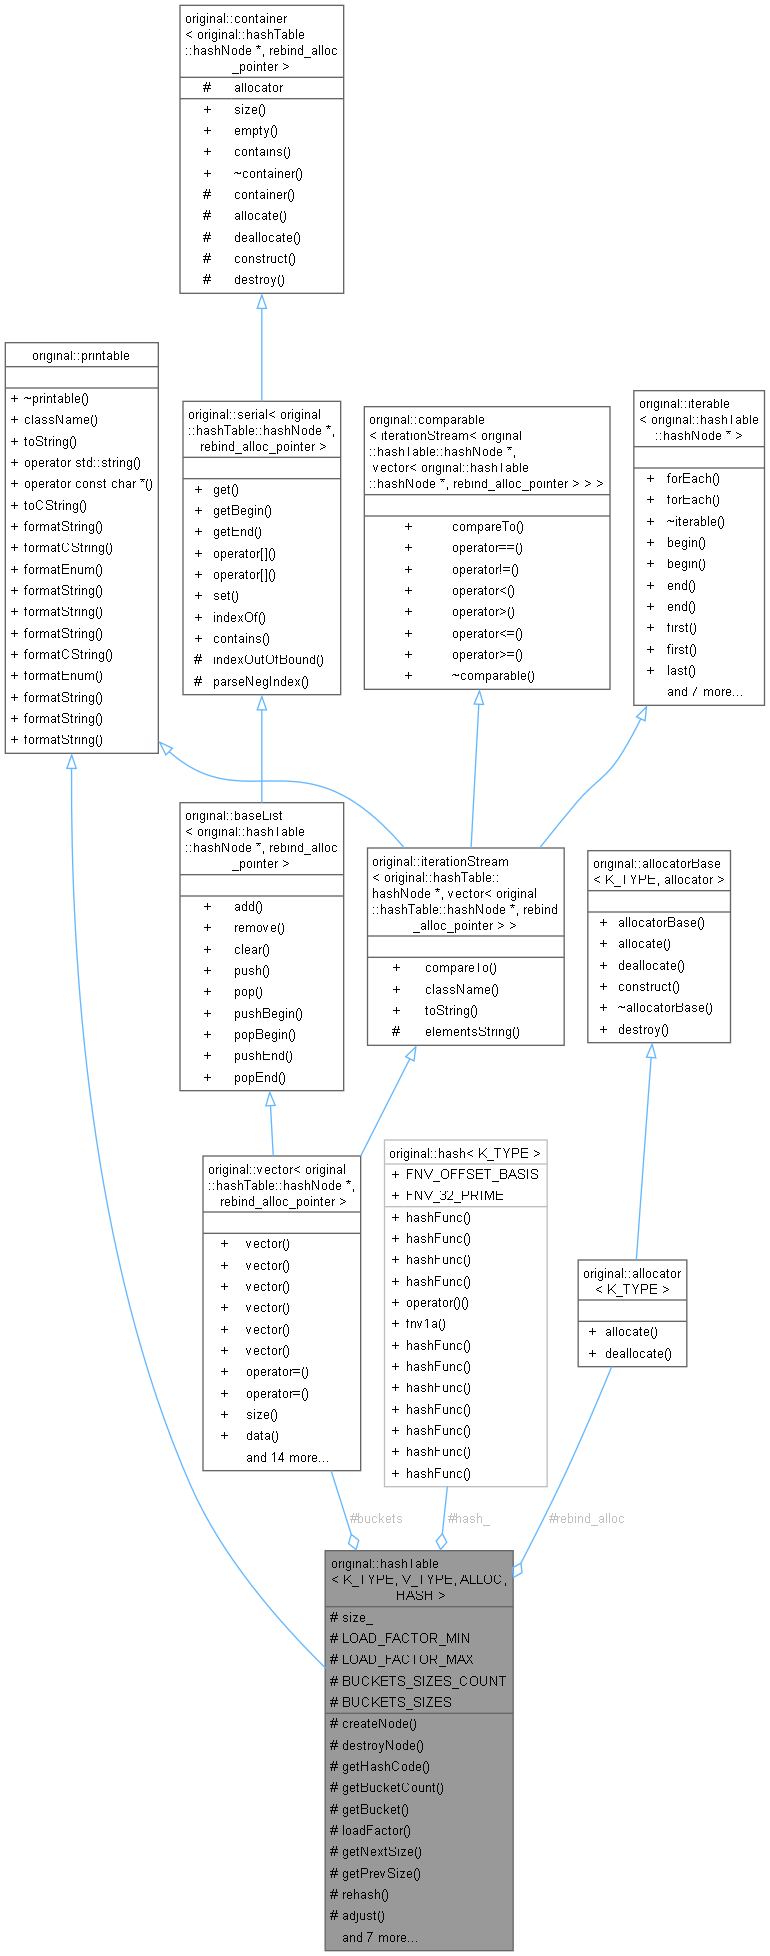 original::container
< original::hashTable
::hashNode *, rebind_alloc
_pointer >
# allocator
+ size()
+ empty()
+ contains()
+ ~container()
# container()
# allocate()
# deallocate()
# construct()
# destroy()
original::printable
+ ~printable()
+ className()
+ toString()
+ operator std::string()
+ operator const char *()
+ toCString()
+ formatString()
+ formatCString()
+ formatEnum()
+ formatString()
+ formatString()
+ formatString()
+ formatCString()
+ formatEnum()
+ formatString()
+ formatString()
+ formatString()
original::serial< original
::hashTable::hashNode *,
rebind_alloc_pointer >
+ get()
+ getBegin()
+ getEnd()
+ operator[]()
+ operator[]()
+ set()
+ indexOf()
+ contains()
# indexOutOfBound()
# parseNegIndex()
original::comparable
< iterationStream< original
::hashTable::hashNode *,
vector< original::hashTable
::hashNode *, rebind_alloc_pointer > > >
+ compareTo()
+ operator==()
+ operator!=()
+ operator<()
+ operator>()
+ operator<=()
+ operator>=()
+ ~comparable()
original::iterable
< original::hashTable
::hashNode * >
+ forEach()
+ forEach()
+ ~iterable()
+ begin()
+ begin()
+ end()
+ end()
+ first()
+ first()
+ last()
and 7 more...
original::baseList
< original::hashTable
::hashNode *, rebind_alloc
_pointer >
+ add()
+ remove()
+ clear()
+ push()
+ pop()
+ pushBegin()
+ popBegin()
+ pushEnd()
+ popEnd()
original::iterationStream
< original::hashTable::
hashNode *, vector< original
::hashTable::hashNode *, rebind
_alloc_pointer > >
+ compareTo()
+ className()
+ toString()
# elementsString()
original::allocatorBase
< K_TYPE, allocator >
+ allocatorBase()
+ allocate()
+ deallocate()
+ construct()
+ ~allocatorBase()
+ destroy()
original::vector< original
::hashTable::hashNode *,
rebind_alloc_pointer >
+ vector()
+ vector()
+ vector()
+ vector()
+ vector()
+ vector()
+ operator=()
+ operator=()
+ size()
+ data()
and 14 more...
original::hash< K_TYPE >
+ FNV_OFFSET_BASIS
+ FNV_32_PRIME
+ hashFunc()
+ hashFunc()
+ hashFunc()
+ hashFunc()
+ operator()()
+ fnv1a()
+ hashFunc()
+ hashFunc()
+ hashFunc()
+ hashFunc()
+ hashFunc()
+ hashFunc()
+ hashFunc()
original::allocator
< K_TYPE >
+ allocate()
+ deallocate()
#buckets
#hash_
#rebind_alloc
original::hashTable
< K_TYPE, V_TYPE, ALLOC,
HASH >
# size_
# LOAD_FACTOR_MIN
# LOAD_FACTOR_MAX
# BUCKETS_SIZES_COUNT
# BUCKETS_SIZES
# createNode()
# destroyNode()
# getHashCode()
# getBucketCount()
# getBucket()
# loadFactor()
# getNextSize()
# getPrevSize()
# rehash()
# adjust()
and 7 more...